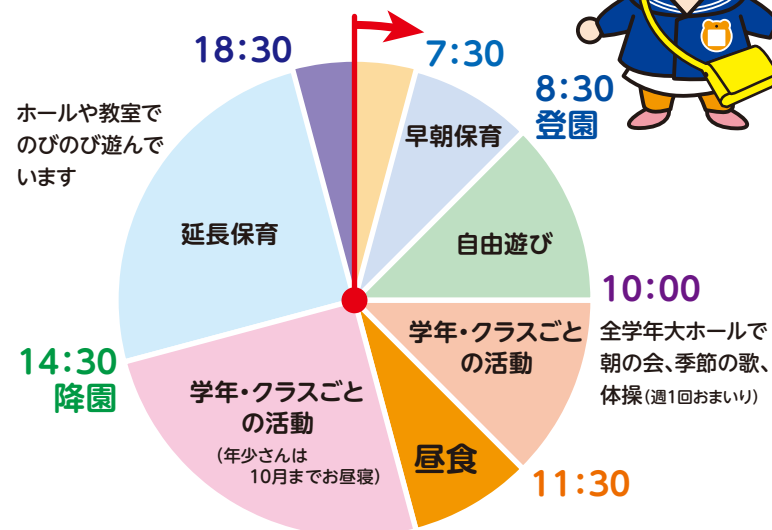 18:30
7:30
8:30
登園
ホールや教室で
のびのび遊んで
います
早朝保育
延長保育
自由遊び
10:00
全学年大ホールで
朝の会、季節の歌、
体操(週1回おまいり)
学年・クラスごと
の活動
14:30
降園
学年・クラスごと
の活動
(年少さんは
10月までお昼寝)
昼食
11:30